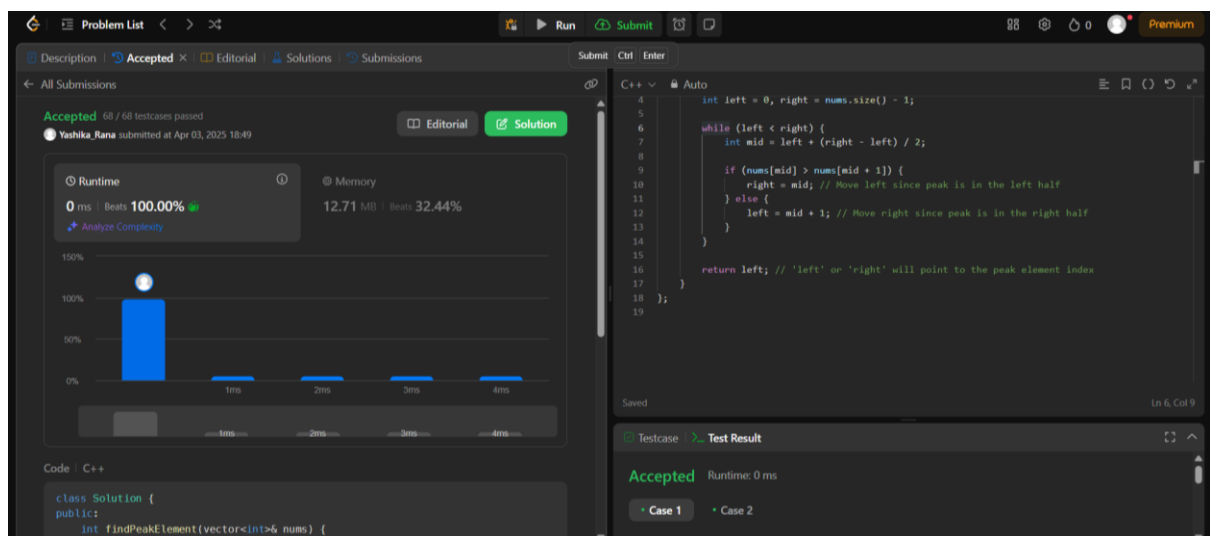 Problem List
Run
Submit
0
Premium
Description
Accepted
Editorial
Solutions
Submissions
Submit Ctrl Enter
All Submissions
Accepted 68 / 68 testcases passed
Yashika_Rana submitted at Apr 03, 2025 18:49
Editorial
Solution
Runtime
0 ms Beats 100.00%
Analyze Complexity
Memory
12.71 MB Beats 32.44%
150%
100%
50%
0%
1ms 2ms 3ms 4ms
1ms 2ms 3ms 4ms
Code C++
class Solution {
public:
int findPeakElement(vector<int>& nums) {
C++ Auto
4 int left = 0, right = nums.size() - 1;
5
6 while (left < right) {
7 int mid = left + (right - left) / 2;
8
9 if (nums[mid] > nums[mid + 1]) {
10 right = mid; // Move left since peak is in the left half
11 } else {
12 left = mid + 1; // Move right since peak is in the right half
13 }
14 }
15
16 return left; // 'left' or 'right' will point to the peak element index
17 }
18 };
19
Saved
Ln 6, Col 9
Testcase
Test Result
Accepted Runtime: 0 ms
Case 1
Case 2